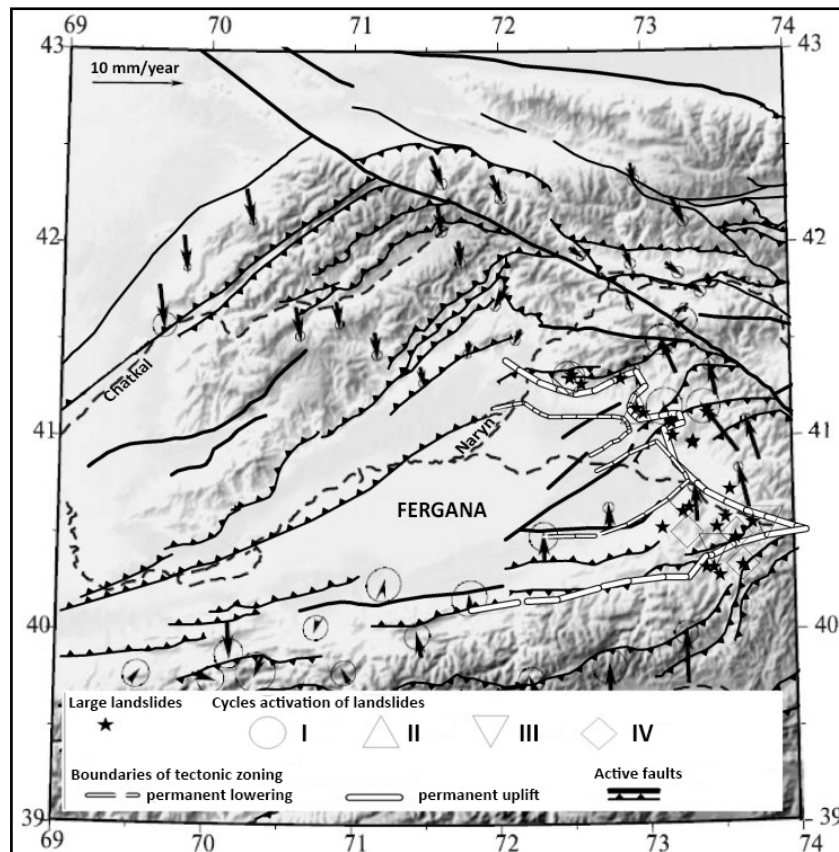 69 70 71 72 73 74
43 43
10 mm/year
42 42
Chatkal
41 41
Naryn
FERGANA
40 40
Large landslides Cycles activation of landslides
I II III IV
Boundaries of tectonic zoning Active faults
permanent lowering permanent uplift
39 39
69 70 71 72 73 74